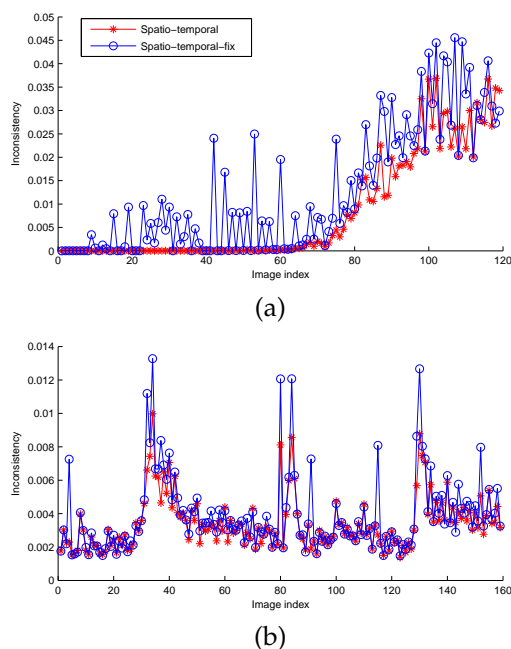 0.05
0.045
0.04
0.035
0.03
0.025
0.02
0.015
0.01
0.005
0
Inconsistency
Spatio-temporal
Spatio-temporal-fix
1 20 40 60 80 100 120
Image index
(a)
0.014
0.012
0.01
0.008
0.006
0.004
0.002
0
Inconsistency
0 20 40 60 80 100 120 140 160
Image index
(b)